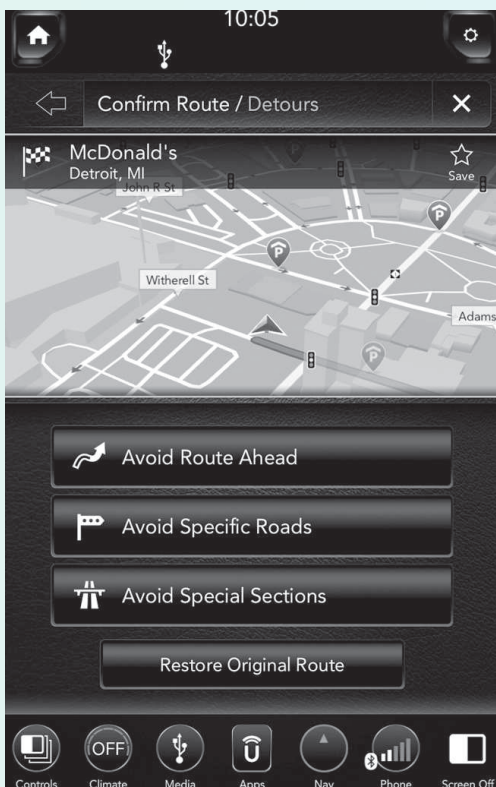 10:05
Confirm Route / Detours
McDonald's
Detroit, MI
Save
John R St
P
P
Witherell St
Adams
P
Avoid Route Ahead
Avoid Specific Roads
Avoid Special Sections
Restore Original Route
OFF
Controls Climate Media Apps Nav Phone Screen Off